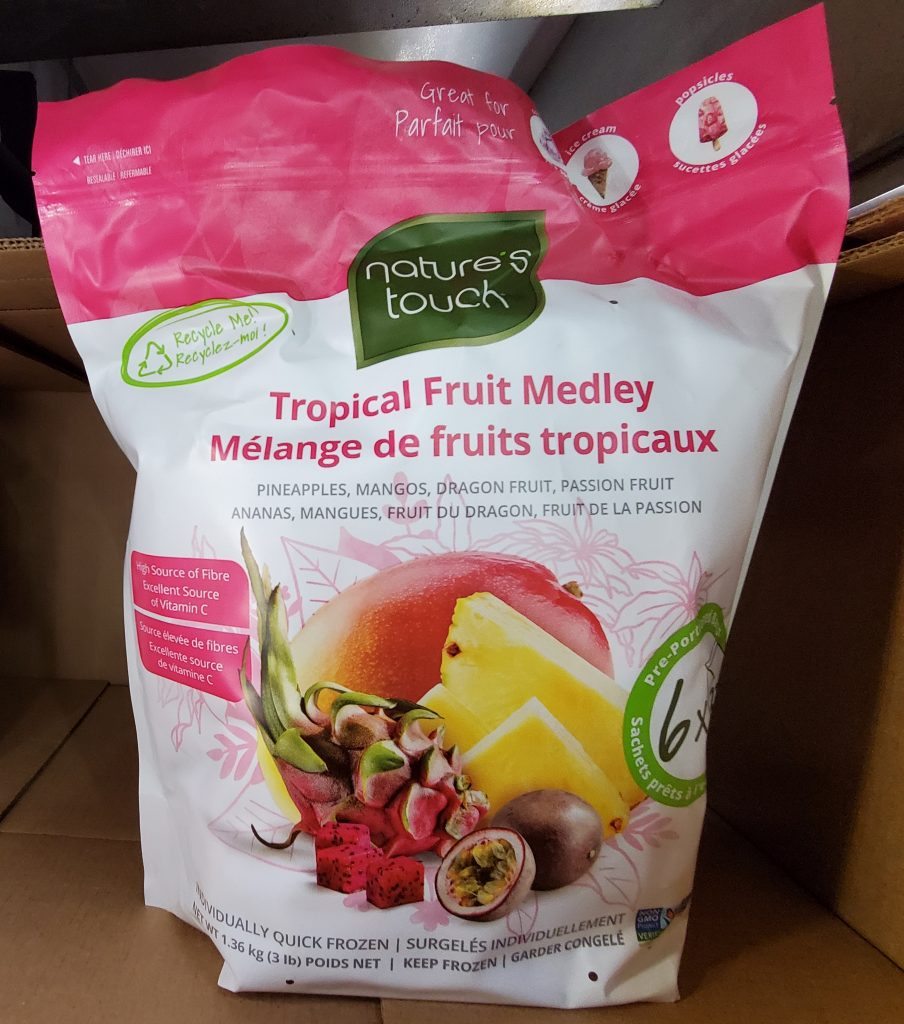 Great for
Parfait pour
ice cream
crème glacée
popsicles
sucettes glacées
TEAR HERE | DÉCHIRER ICI
RESEALABLE | REFERMABLE
nature's
touch
Recycle Me!
Recyclez-moi !
Tropical Fruit Medley
Mélange de fruits tropicaux
PINEAPPLES, MANGOS, DRAGON FRUIT, PASSION FRUIT
ANANAS, MANGUES, FRUIT DU DRAGON, FRUIT DE LA PASSION
High Source of Fibre
Excellent Source
of Vitamin C
Source élevée de fibres
Excellente source
de vitamine C
6 x
Sachets prêts à
INDIVIDUALLY QUICK FROZEN | SURGELÉS INDIVIDUELLEMENT
NET WT 1.36 kg (3 lb) POIDS NET | KEEP FROZEN | GARDER CONGELÉ
NON
GMO
Project